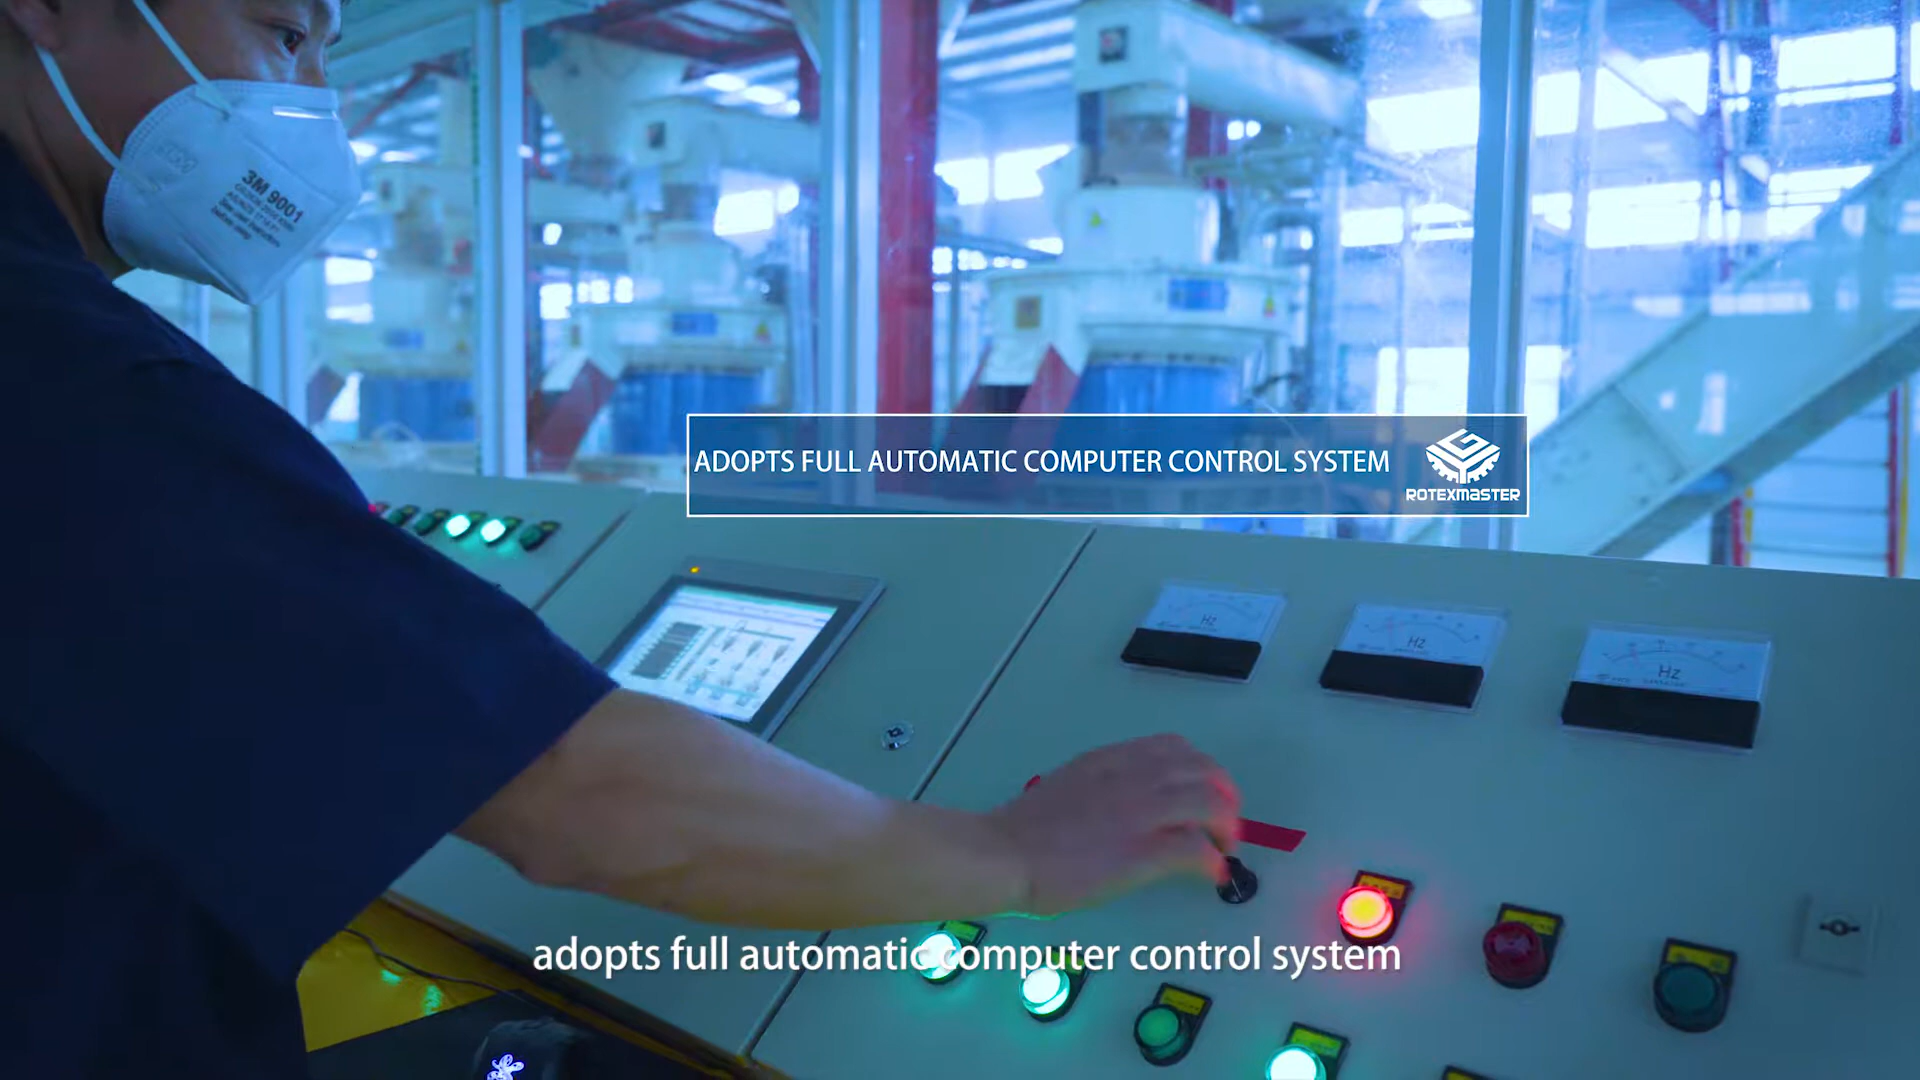 3M 9001
ADOPTS FULL AUTOMATIC COMPUTER CONTROL SYSTEM
ROTEXMASTER
Hz
Hz
Hz
adopts full automatic computer control system